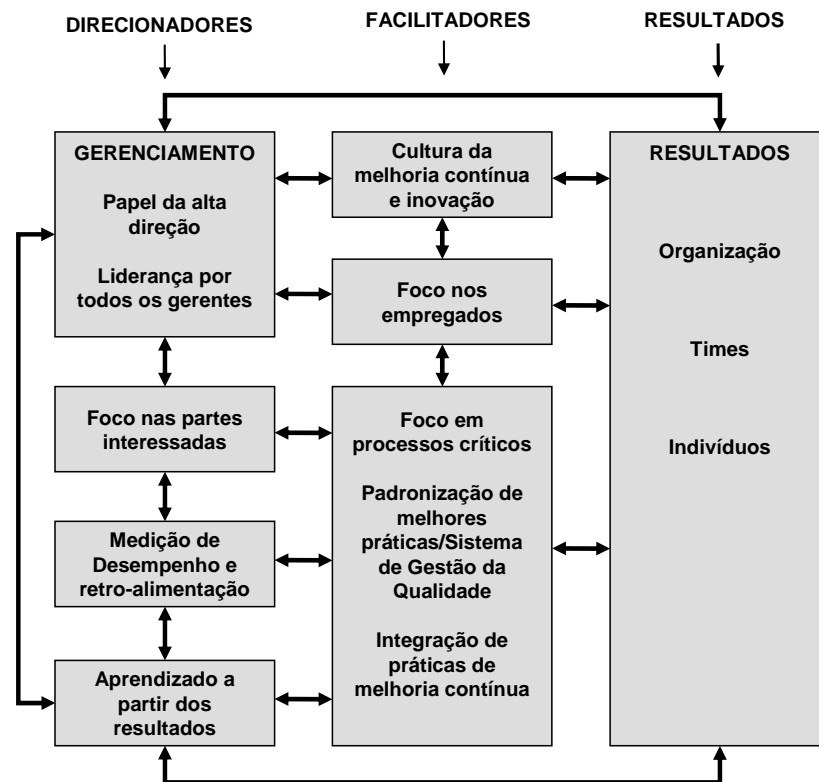 DIRECIONADORES
FACILITADORES
RESULTADOS
GERENCIAMENTO
Papel da alta
direção
Liderança por
todos os gerentes
Foco nas partes
interessadas
Medição de
Desempenho e
retro-alimentação
Aprendizado a
partir dos
resultados
Cultura da
melhoria contínua
e inovação
Foco nos
empregados
Foco em
processos críticos
Padronização de
melhores
práticas/Sistema
de Gestão da
Qualidade
Integração de
práticas de
melhoria contínua
RESULTADOS
Organização
Times
Indivíduos